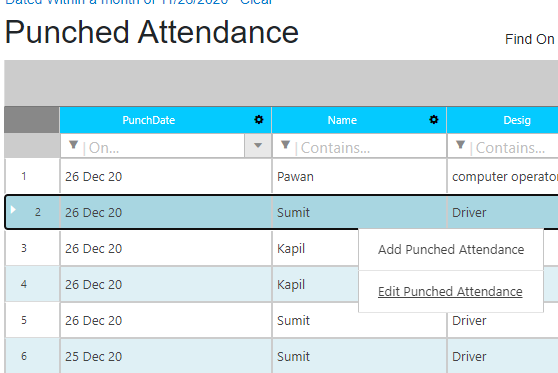 Dated Within a month of 11/26/2020 Clear
Punched Attendance
Find On
PunchDate Name Desig
On... Contains... Contains...
1 26 Dec 20 Pawan computer operator
2 26 Dec 20 Sumit Driver
3 26 Dec 20 Kapil
Add Punched Attendance
4 26 Dec 20 Kapil
Edit Punched Attendance
5 26 Dec 20 Sumit Driver
6 25 Dec 20 Sumit Driver